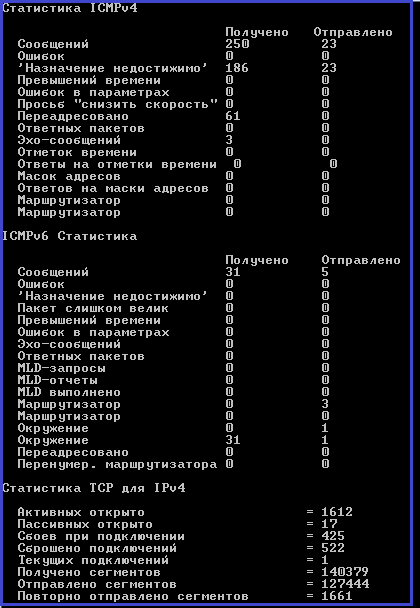 Статистика ICMPv4
Получено Отправлено
Сообщений 250 23
Ошибок 0 0
'Назначение недостижимо' 186 23
Превышений времени 0 0
Ошибок в параметрах 0 0
Просьб "снизить скорость" 0 0
Переадресовано 61 0
Ответных пакетов 0 0
Эхо-сообщений 3 0
Отметок времени 0 0
Ответы на отметки времени 0 0
Масок адресов 0 0
Ответов на маски адресов 0 0
Маршрутизатор 0 0
Маршрутизатор 0 0
ICMPv6 Статистика
Получено Отправлено
Сообщений 31 5
Ошибок 0 0
'Назначение недостижимо' 0 0
Пакет слишком велик 0 0
Превышений времени 0 0
Ошибок в параметрах 0 0
Эхо-сообщений 0 0
Ответных пакетов 0 0
MLD-запросы 0 0
MLD-отчеты 0 0
MLD выполнено 0 0
Маршрутизатор 0 3
Маршрутизатор 0 0
Окружение 0 1
Окружение 31 1
Переадресовано 0 0
Перенумер. маршрутизатора 0 0
Статистика TCP для IPv4
Активных открыто = 1612
Пассивных открыто = 17
Сбоев при подключении = 425
Сброшено подключений = 522
Текущих подключений = 1
Получено сегментов = 140379
Отправлено сегментов = 127444
Повторно отправлено сегментов = 1661